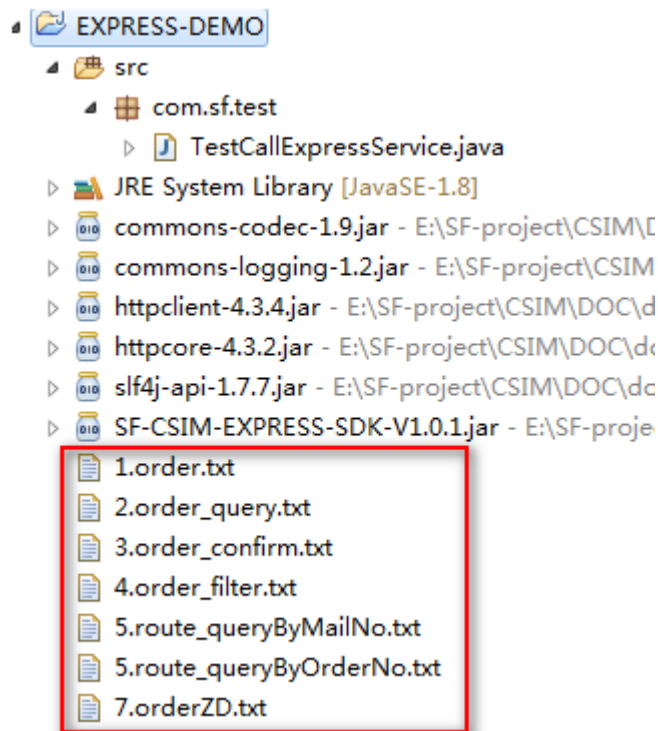 EXPRESS-DEMO
src
com.sf.test
TestCallExpressService.java
JRE System Library [JavaSE-1.8]
commons-codec-1.9.jar - E:\SF-project\CSIM\D
commons-logging-1.2.jar - E:\SF-project\CSIM
httpclient-4.3.4.jar - E:\SF-project\CSIM\DOC\d
httpcore-4.3.2.jar - E:\SF-project\CSIM\DOC\do
slf4j-api-1.7.7.jar - E:\SF-project\CSIM\DOC\do
SF-CSIM-EXPRESS-SDK-V1.0.1.jar - E:\SF-proje
1.order.txt
2.order_query.txt
3.order_confirm.txt
4.order_filter.txt
5.route_queryByMailNo.txt
5.route_queryByOrderNo.txt
7.orderZD.txt